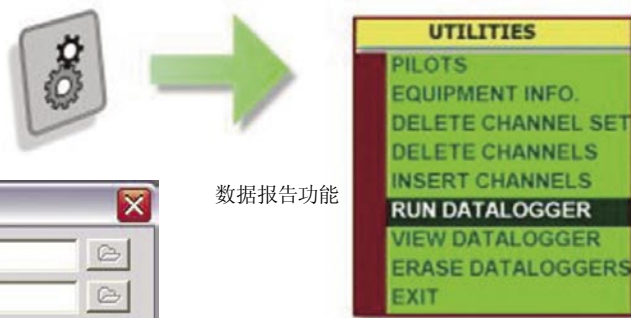 UTILITIES
PILOTS
EQUIPMENT INFO.
DELETE CHANNEL SET
DELETE CHANNELS
INSERT CHANNELS
RUN DATALOGGER
VIEW DATALOGGER
ERASE DATALOGGERS
EXIT
数据报告功能